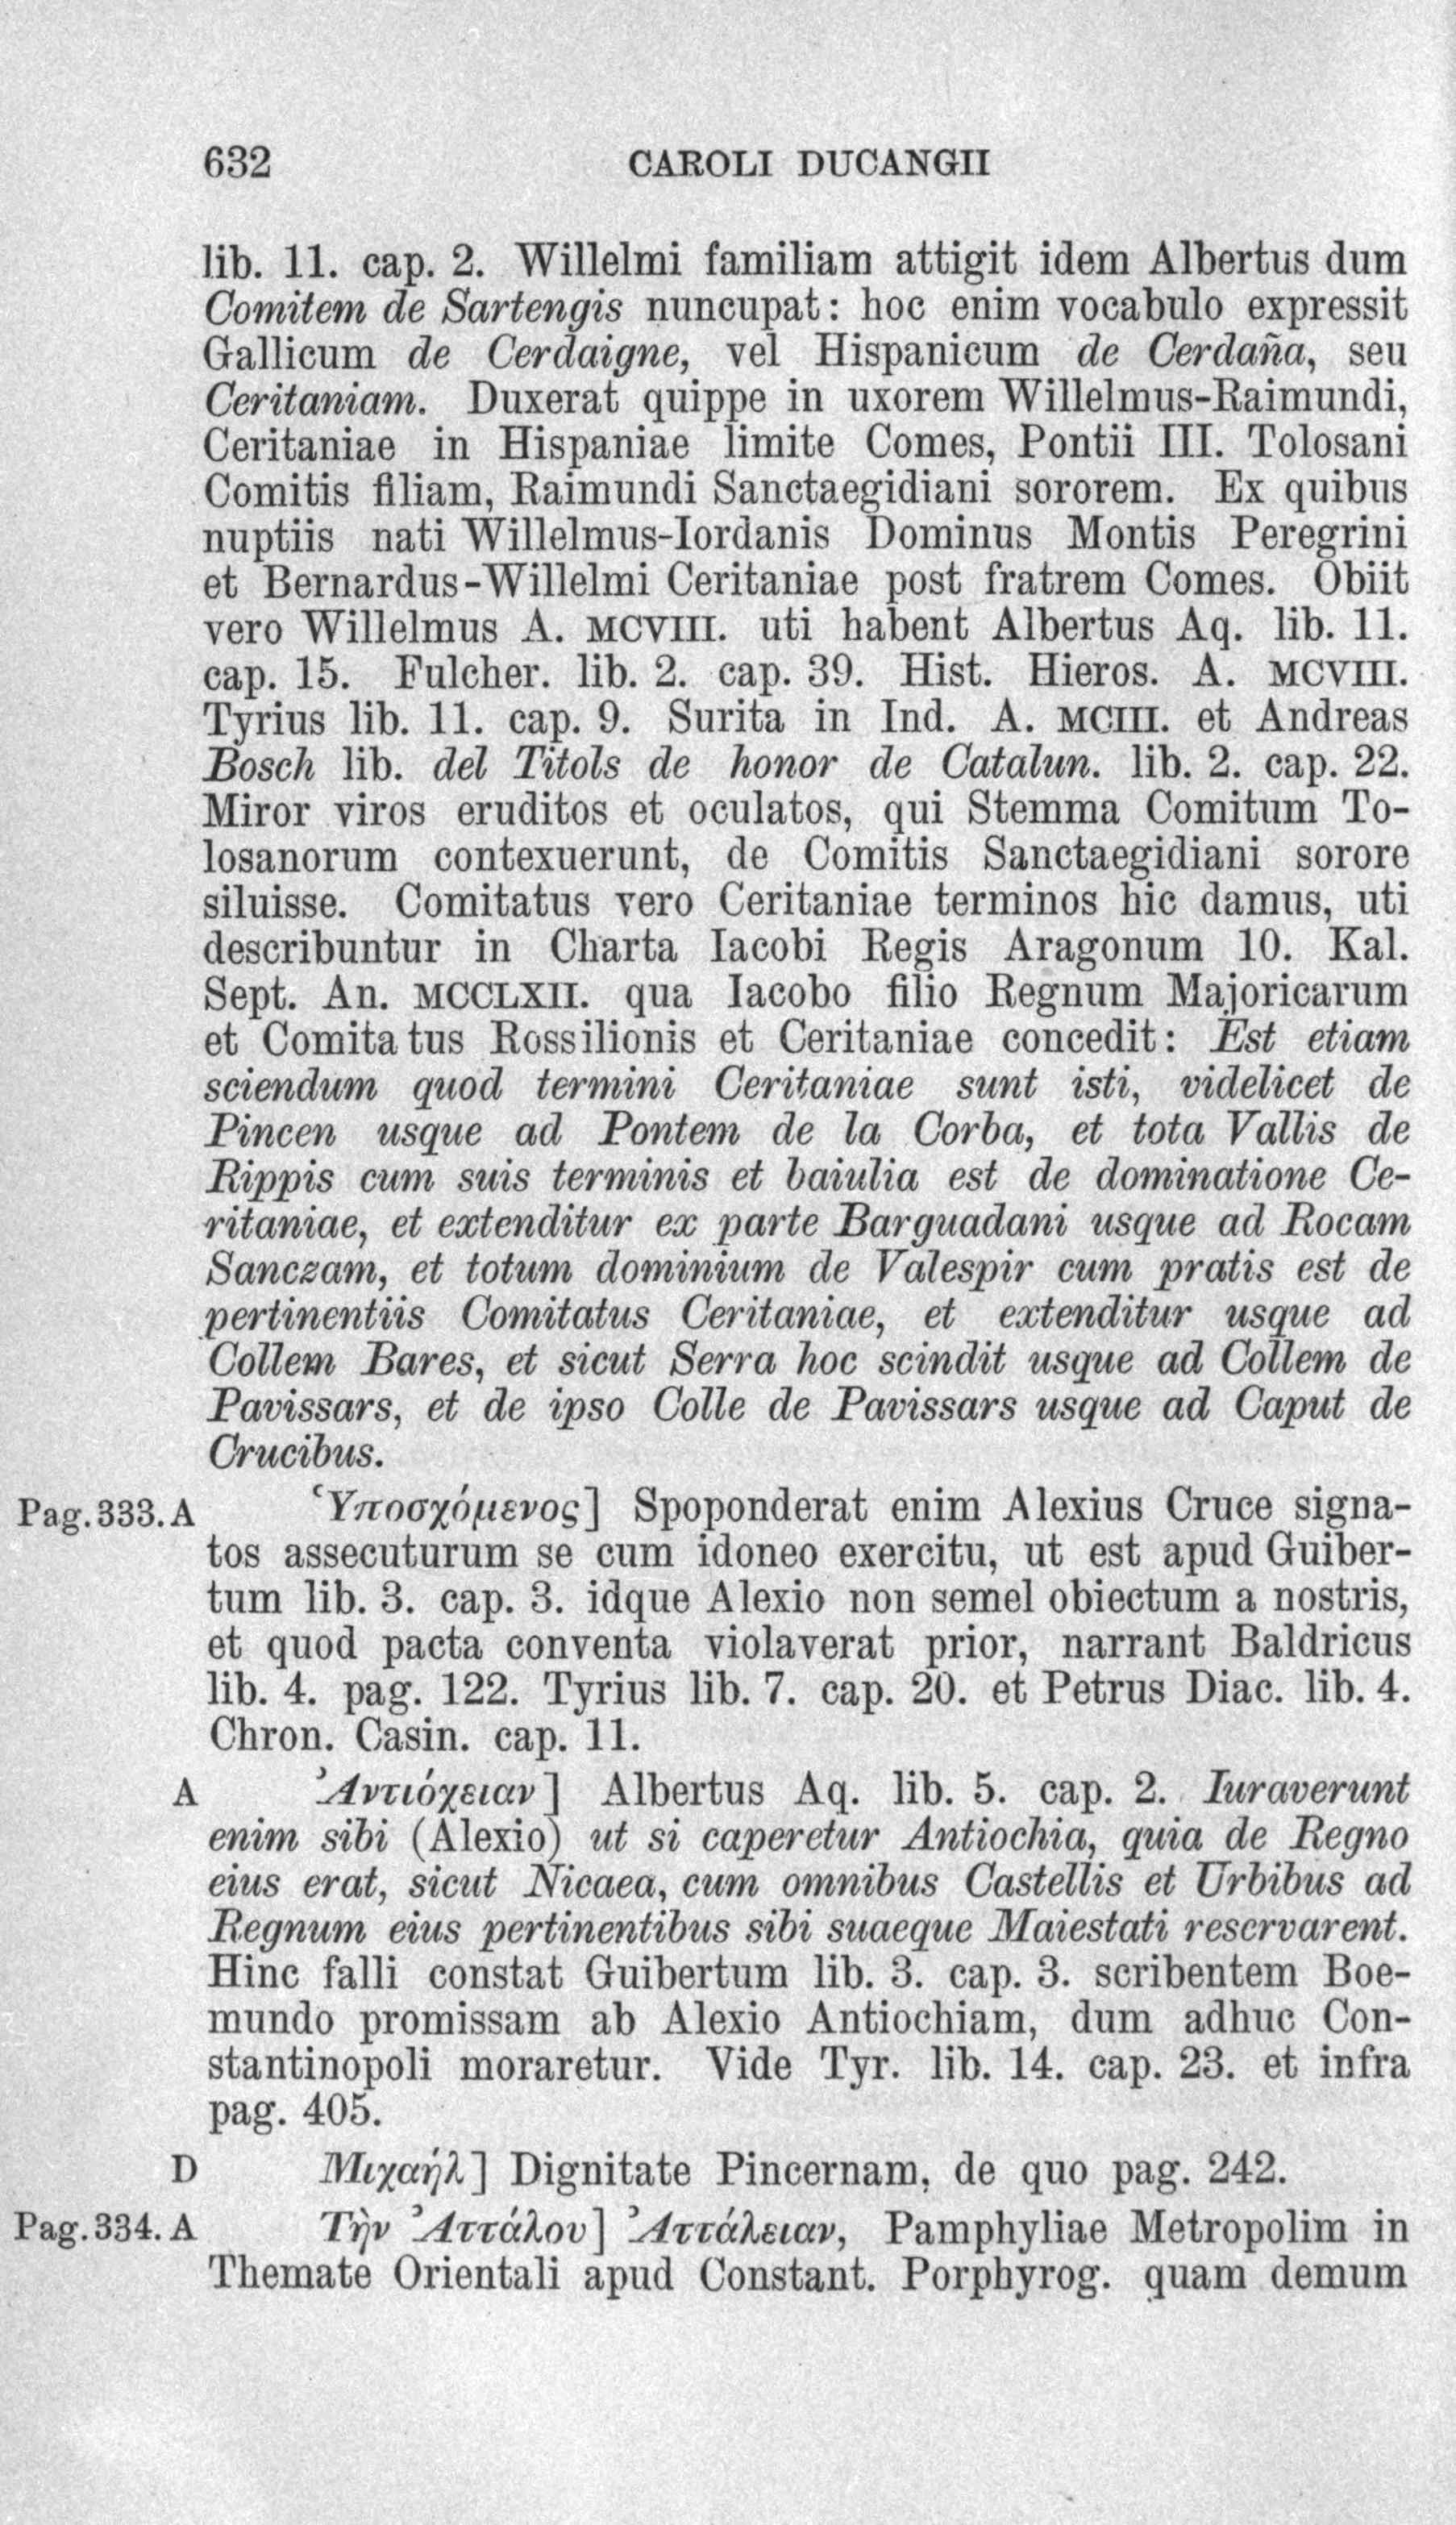 632 CAROLI DUCANGII
lib. 11. cap. 2. Willelmi familiam attigit idem Albertus dum
Comitem de Sartengis nuncupat: hoc enim vocabulo expressit
Gallicum de Cerdaigne, vel Hispanicum de Cerdaña, seu
Ceritaniam. Duxerat quippe in uxorem Willelmus-Raimundi,
Ceritaniae in Hispaniae limite Comes, Pontii III. Tolosani
Comitis filiam, Raimundi Sanctaegidiani sororem. Ex quibus
nuptiis nati Willelmus-Iordanis Dominus Montis Peregrini
et Bernardus-Willelmi Ceritaniae post fratrem Comes. Obiit
vero Willelmus A. MCVIII. uti habent Albertus Aq. lib. 11.
cap. 15. Fulcher. lib. 2. cap. 39. Hist. Hieros. A. MCVIII.
Tyrius lib. 11. cap. 9. Surita in Ind. A. MCIII. et Andreas
Bosch lib. del Titols de honor de Catalun. lib. 2. cap. 22.
Miror viros eruditos et oculatos, qui Stemma Comitum To-
losanorum contexuerunt, de Comitis Sanctaegidiani sorore
siluisse. Comitatus vero Ceritaniae terminos hic damus, uti
describuntur in Charta Iacobi Regis Aragonum 10. Kal.
Sept. An. MCCLXII. qua Iacobo filio Regnum Majoricarum
et Comitatus Rossilionis et Ceritaniae concedit: Est etiam
sciendum quod termini Ceritaniae sunt isti, videlicet de
Pincen usque ad Pontem de la Corba, et tota Vallis de
Rippis cum suis terminis et baiulia est de dominatione Ce-
ritaniae, et extenditur ex parte Barguadani usque ad Rocam
Sanczam, et totum dominium de Valespir cum pratis est de
pertinentiis Comitatus Ceritaniae, et extenditur usque ad
Collem Bares, et sicut Serra hoc scindit usque ad Collem de
Pavissars, et de ipso Colle de Pavissars usque ad Caput de
Crucibus.
Pag. 333. A Ὑποσχόμενος] Spoponderat enim Alexius Cruce signa-
tos assecuturum se cum idoneo exercitu, ut est apud Guiber-
tum lib. 3. cap. 3. idque Alexio non semel obiectum a nostris,
et quod pacta conventa violaverat prior, narrant Baldricus
lib. 4. pag. 122. Tyrius lib. 7. cap. 20. et Petrus Diac. lib. 4.
Chron. Casin. cap. 11.
A Ἀντιόχειαν] Albertus Aq. lib. 5. cap. 2. Iuraverunt
enim sibi (Alexio) ut si caperetur Antiochia, quia de Regno
eius erat, sicut Nicaea, cum omnibus Castellis et Urbibus ad
Regnum eius pertinentibus sibi suaeque Maiestati reservarent.
Hinc falli constat Guibertum lib. 3. cap. 3. scribentem Boe-
mundo promissam ab Alexio Antiochiam, dum adhuc Con-
stantinopoli moraretur. Vide Tyr. lib. 14. cap. 23. et infra
pag. 405.
D Μιχαήλ] Dignitate Pincernam, de quo pag. 242.
Pag. 334. A Τὴν Ἀττάλου] Ἀττάλειαν, Pamphyliae Metropolim in
Themate Orientali apud Constant. Porphyrog. quam demum